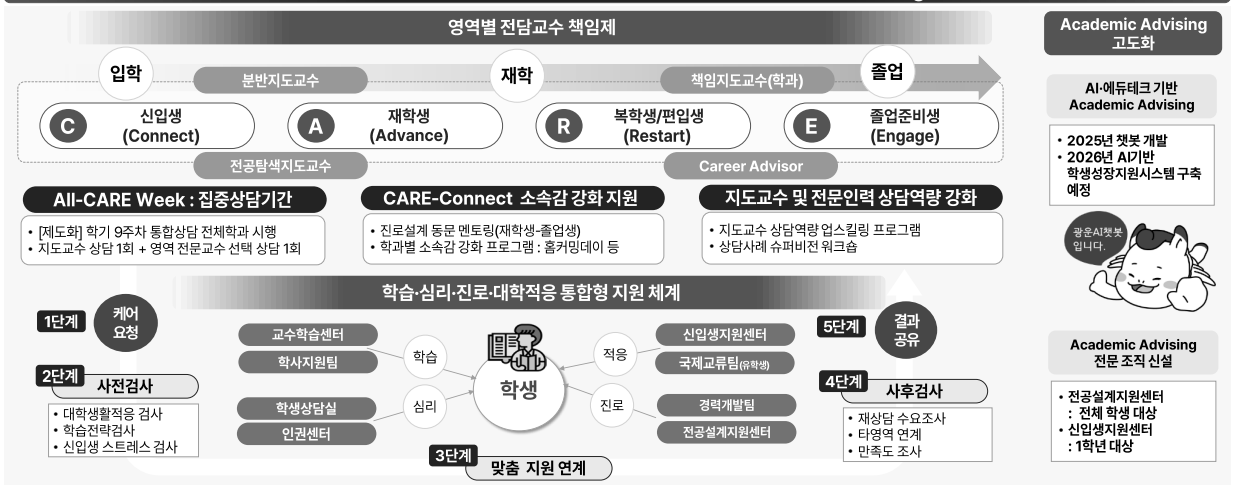 영역별 전담교수 책임제
입학
분반지도교수
재학
책임지도교수(학과)
졸업
C
신입생
(Connect)
A
재학생
(Advance)
R
복학생/편입생
(Restart)
E
졸업준비생
(Engage)
전공탐색지도교수
Career Advisor
All-CARE Week : 집중상담기간
• [제도화] 학기 9주차 통합상담 전체학과 시행
• 지도교수 상담 1회 + 영역 전문교수 선택 상담 1회
CARE-Connect 소속감 강화 지원
• 진로설계 동문 멘토링(재학생-졸업생)
• 학과별 소속감 강화 프로그램 : 홈커밍데이 등
지도교수 및 전문인력 상담역량 강화
• 지도교수 상담역량 업스킬링 프로그램
• 상담사례 슈퍼비전 워크숍
학습·심리·진로·대학적응 통합형 지원 체계
1단계
케어
요청
2단계
사전검사
• 대학생활적응 검사
• 학습전략검사
• 신입생 스트레스 검사
교수학습센터
학사지원팀
학습
학생상담실
인권센터
심리
학생
적응
신입생지원센터
국제교류팀(유학생)
진로
경력개발팀
전공설계지원센터
3단계
맞춤 지원 연계
5단계
결과
공유
4단계
사후검사
• 재상담 수요조사
• 타영역 연계
• 만족도 조사
Academic Advising
고도화
AI·에듀테크 기반
Academic Advising
• 2025년 챗봇 개발
• 2026년 AI기반
학생성장지원시스템 구축
예정
광운AI챗봇
입니다.
Academic Advising
전문 조직 신설
• 전공설계지원센터
: 전체 학생 대상
• 신입생지원센터
: 1학년 대상